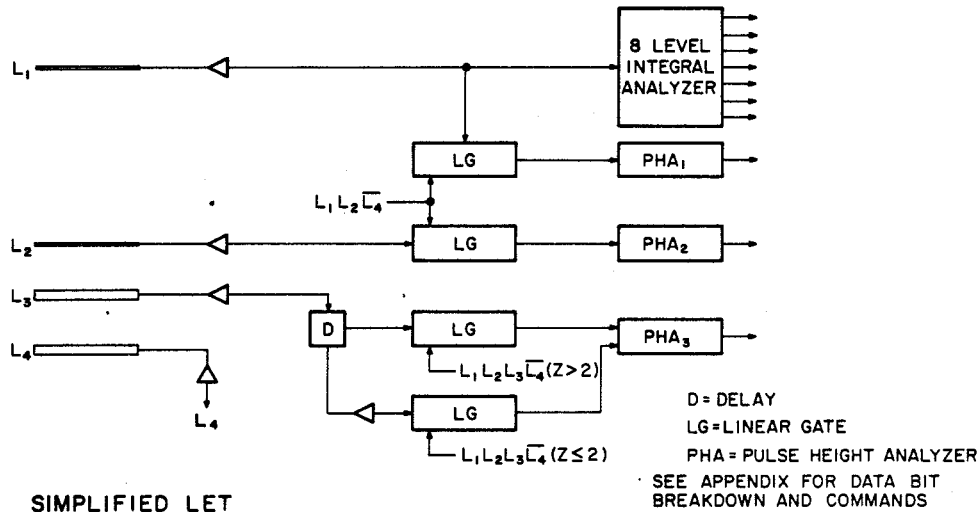 8 LEVEL
INTEGRAL
ANALYZER
L₁
LG
PHA₁
L₁ L₂ L̅₄̅
L₂
LG
PHA₂
L₃
D
LG
PHA₃
L₄
L₁ L₂ L₃ L̅₄̅ (Z > 2)
L₄
LG
L₁ L₂ L₃ L̅₄̅ (Z ≤ 2)
D = DELAY
LG = LINEAR GATE
PHA = PULSE HEIGHT ANALYZER
SEE APPENDIX FOR DATA BIT
BREAKDOWN AND COMMANDS
SIMPLIFIED LET